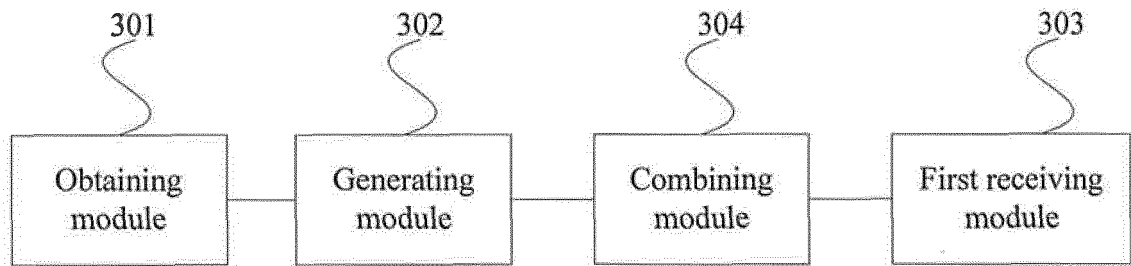 301 302 304 303
Obtaining module
Generating module
Combining module
First receiving module